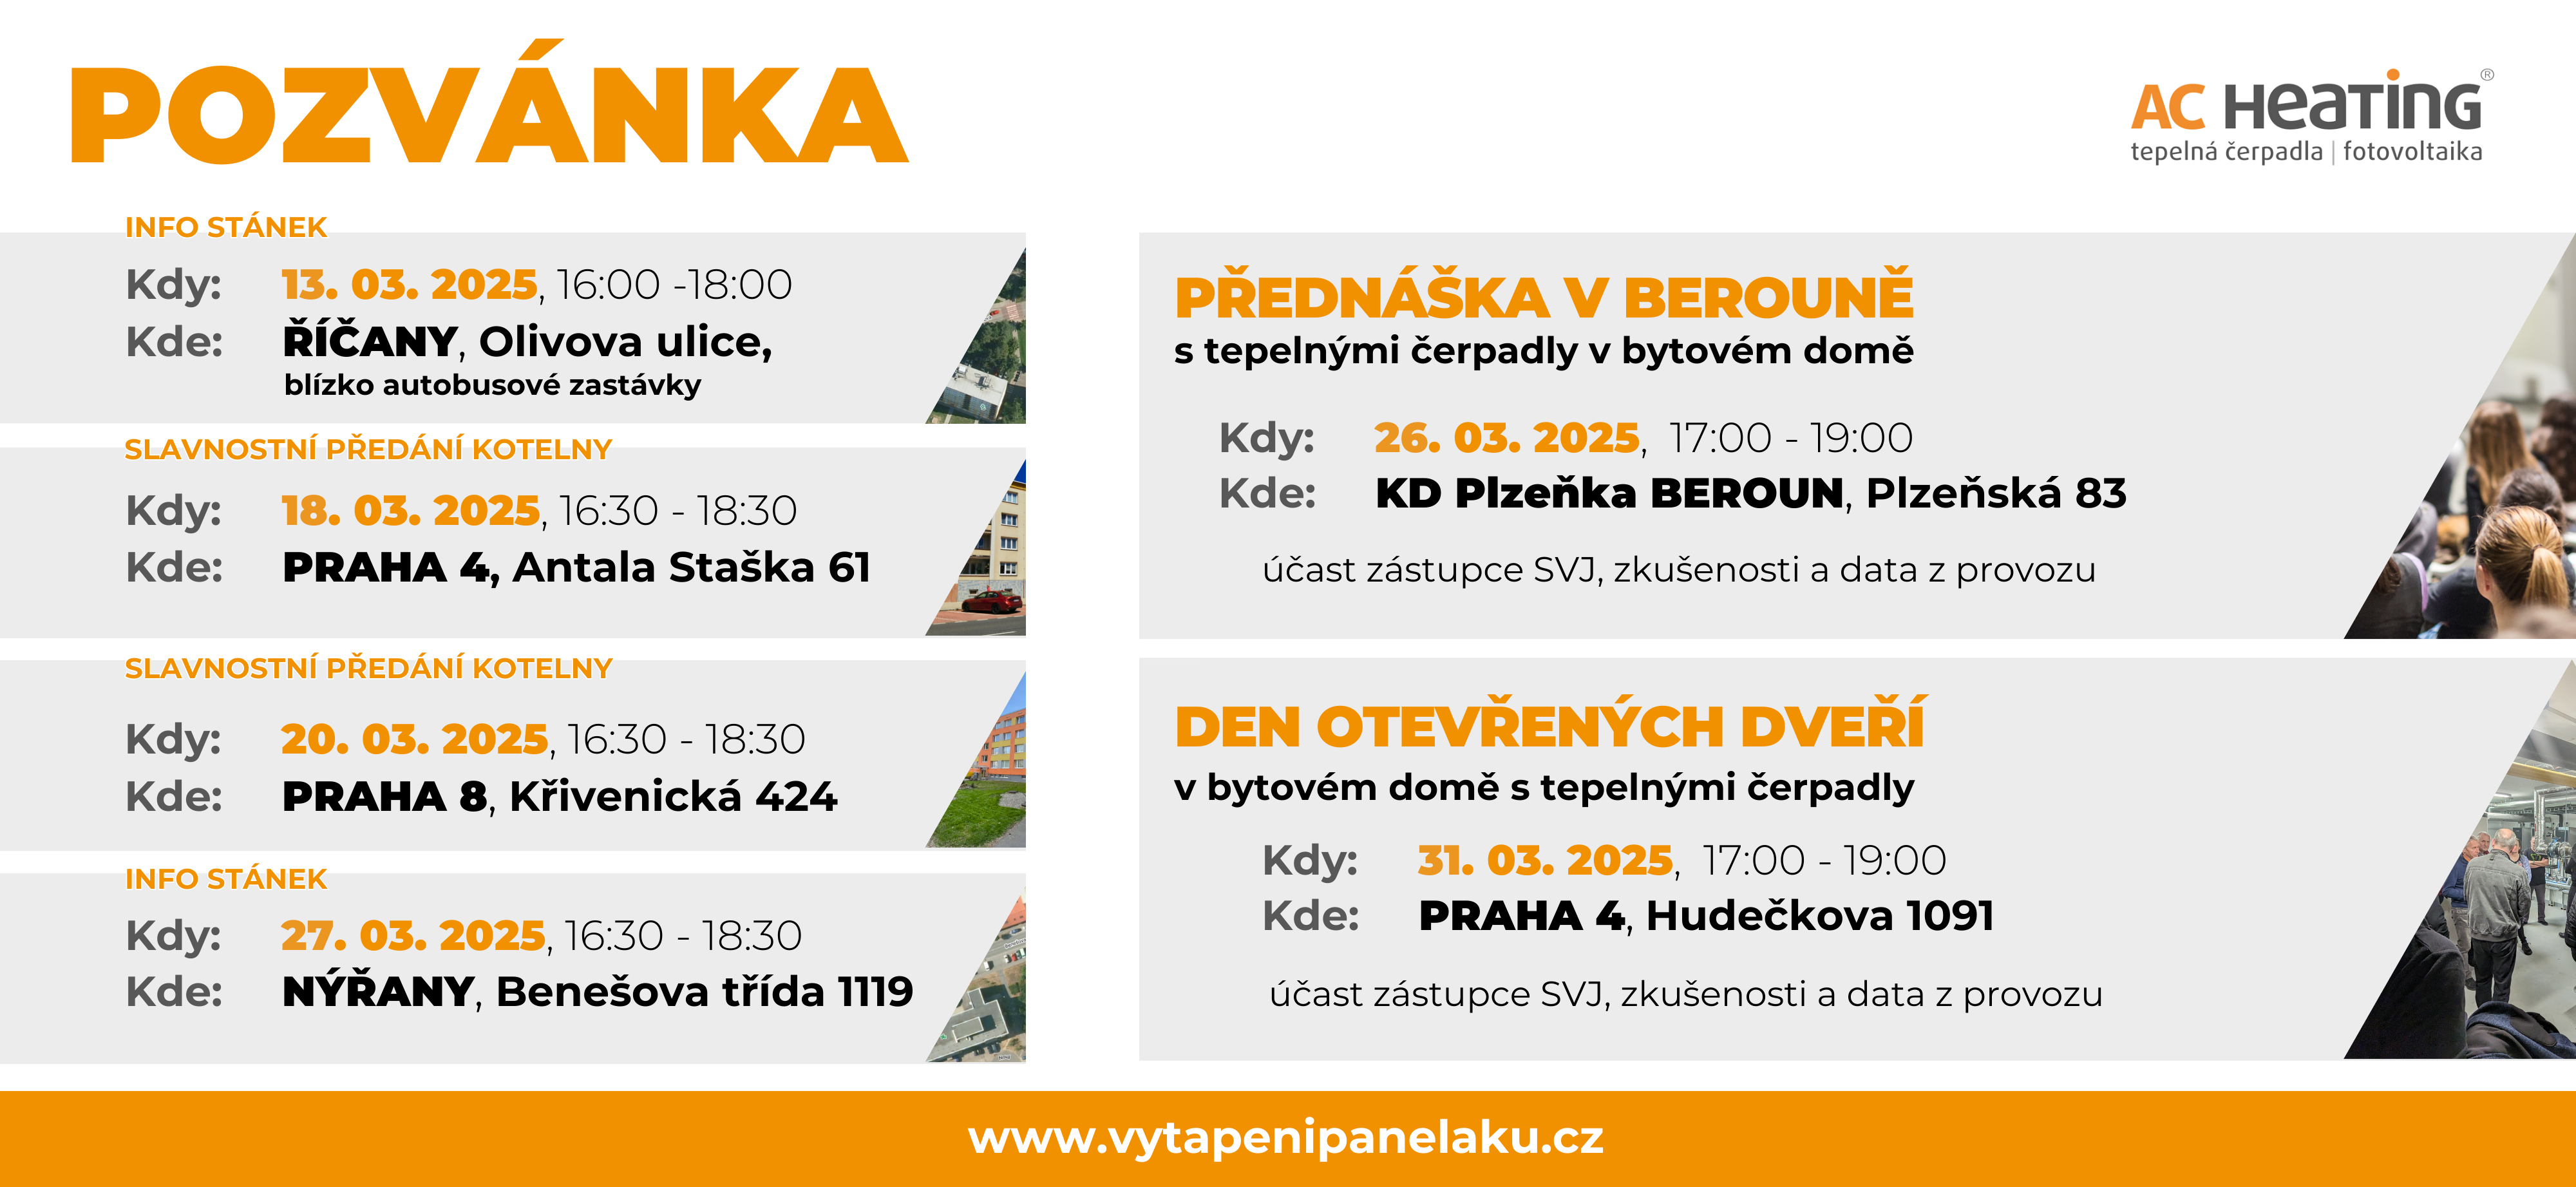 POZVÁNKA
AC Heating®
tepelná čerpadla | fotovoltaika
INFO STÁNEK
Kdy: 13. 03. 2025, 16:00 -18:00
Kde: ŘÍČANY, Olivova ulice,
blízko autobusové zastávky
SLAVNOSTNÍ PŘEDÁNÍ KOTELNY
Kdy: 18. 03. 2025, 16:30 - 18:30
Kde: PRAHA 4, Antala Staška 61
SLAVNOSTNÍ PŘEDÁNÍ KOTELNY
Kdy: 20. 03. 2025, 16:30 - 18:30
Kde: PRAHA 8, Křivenická 424
INFO STÁNEK
Kdy: 27. 03. 2025, 16:30 - 18:30
Kde: NÝŘANY, Benešova třída 1119
PŘEDNÁŠKA V BEROUNĚ
s tepelnými čerpadly v bytovém domě
Kdy: 26. 03. 2025, 17:00 - 19:00
Kde: KD Plzeňka BEROUN, Plzeňská 83
účast zástupce SVJ, zkušenosti a data z provozu
DEN OTEVŘENÝCH DVEŘÍ
v bytovém domě s tepelnými čerpadly
Kdy: 31. 03. 2025, 17:00 - 19:00
Kde: PRAHA 4, Hudečkova 1091
účast zástupce SVJ, zkušenosti a data z provozu
www.vytapenipanelaku.cz